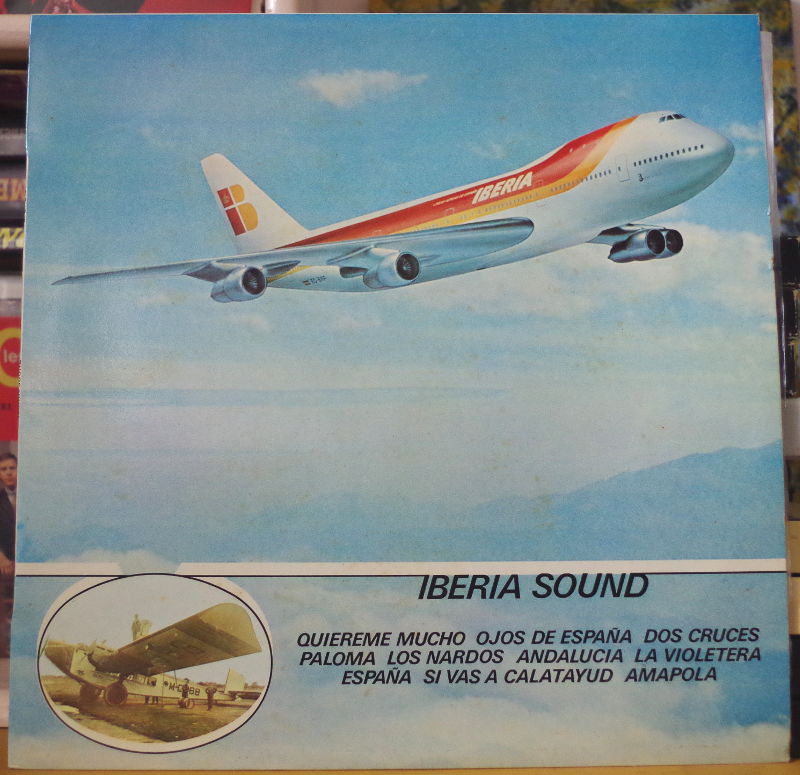 IBERIA
IB
IBERIA SOUND
QUIEREME MUCHO OJOS DE ESPAÑA DOS CRUCES
PALOMA LOS NARDOS ANDALUCIA LA VIOLETERA
ESPAÑA SI VAS A CALATAYUD AMAPOLA